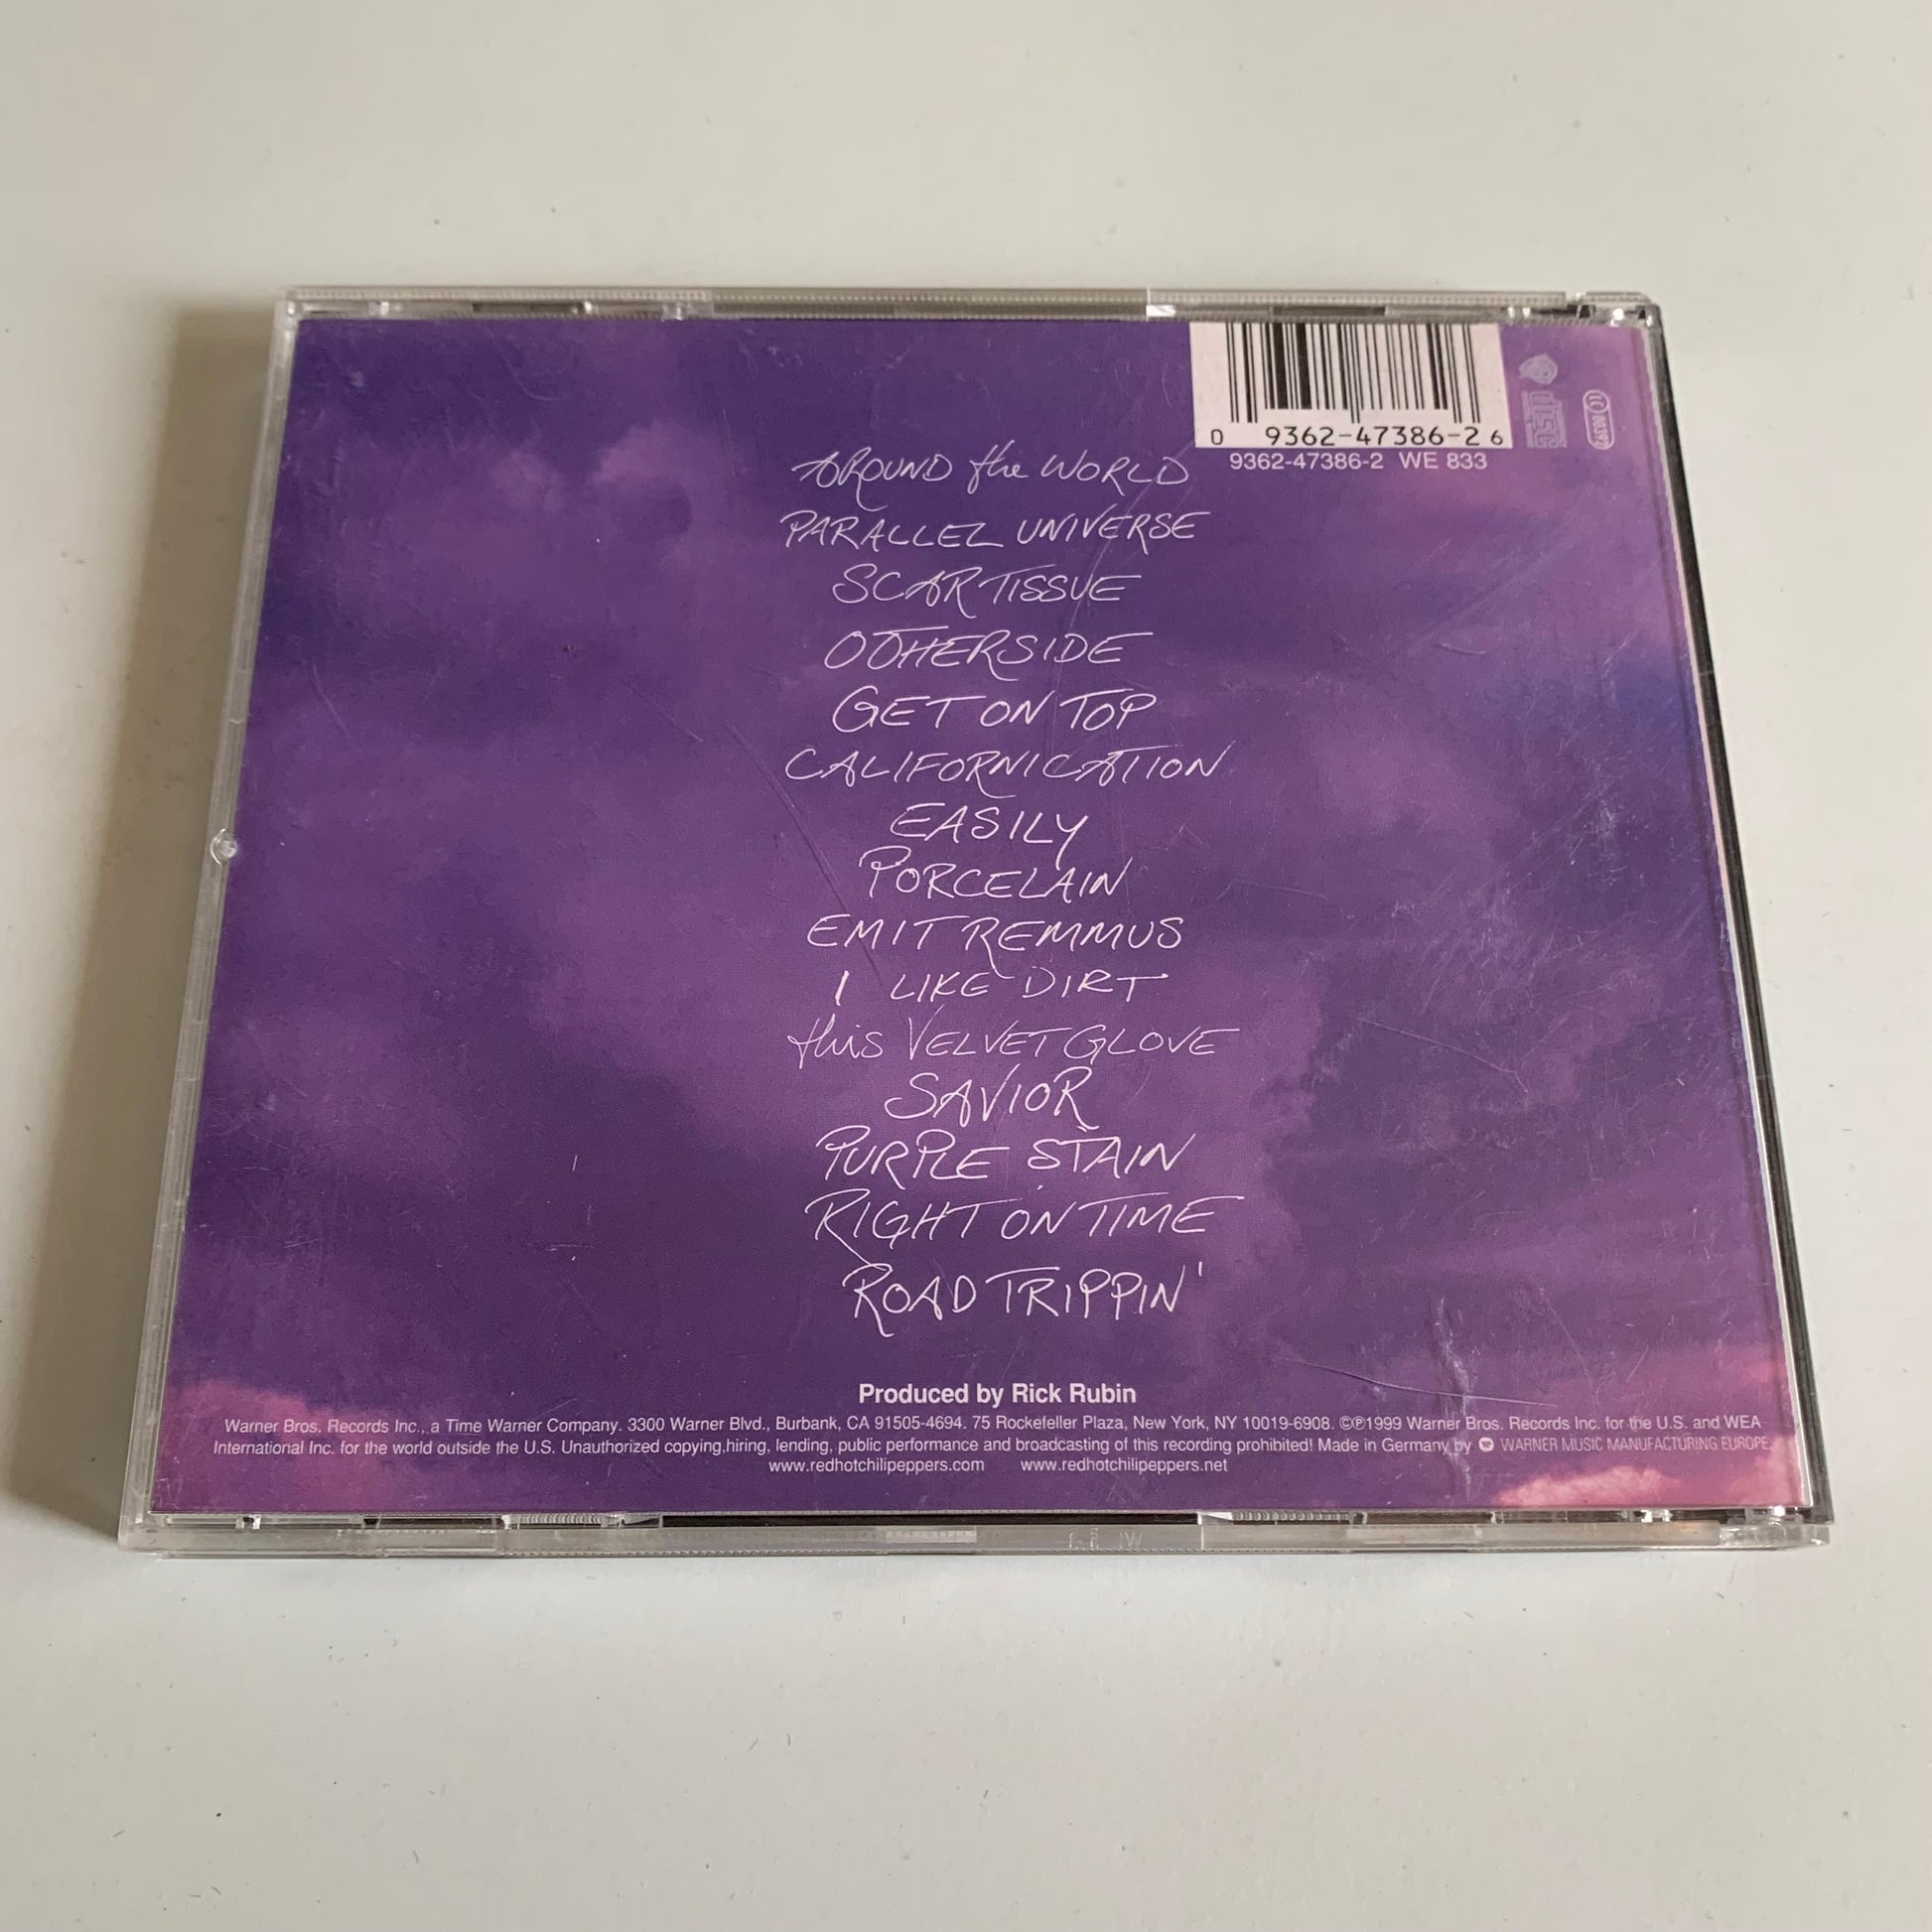 0 9362-47386-2 6
9362-47386-2 WE 833
disc
LC 00392
AROUND the WORLD
PARALLEL UNIVERSE
SCAR TISSUE
OTHERSIDE
GET ON TOP
CALIFORNICATION
EASILY
PORCELAIN
EMIT REMMUS
I LIKE DIRT
this VELVET GLOVE
SAVIOR
PURPLE STAIN
RIGHT ON TIME
ROAD TRIPPIN'
Produced by Rick Rubin
Warner Bros. Records Inc., a Time Warner Company. 3300 Warner Blvd., Burbank, CA 91505-4694. 75 Rockefeller Plaza, New York, NY 10019-6908. ©℗1999 Warner Bros. Records Inc. for the U.S. and WEA
International Inc. for the world outside the U.S. Unauthorized copying,hiring, lending, public performance and broadcasting of this recording prohibited! Made in Germany by WARNER MUSIC MANUFACTURING EUROPE.
www.redhotchilipeppers.com www.redhotchilipeppers.net